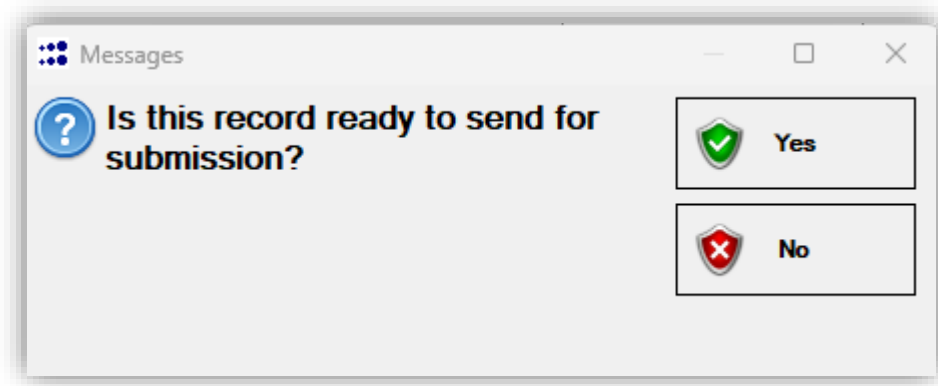 Messages
Is this record ready to send for
submission?
Yes
No